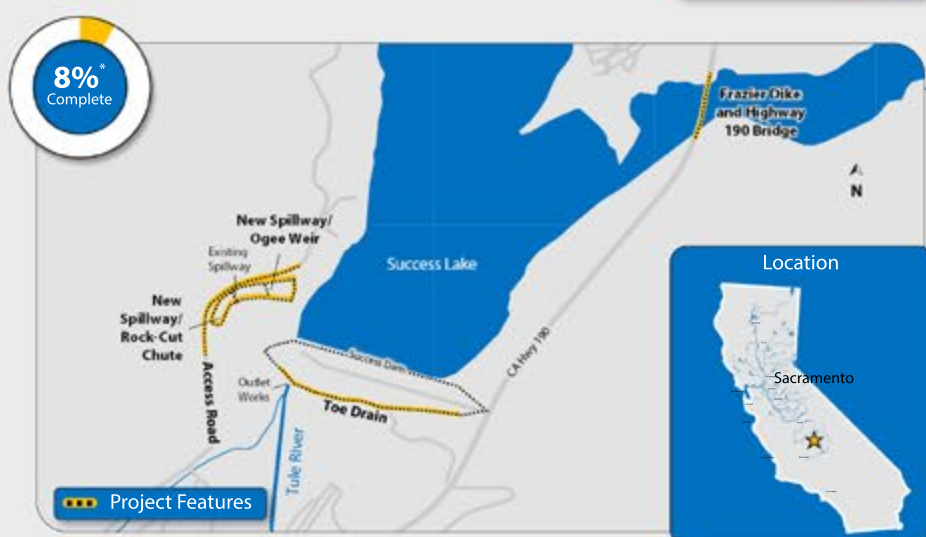 8%*
Complete
Frazier Dike
and Highway
190 Bridge
N
New Spillway/
Ogee Weir
Existing
Spillway
Success Lake
New
Spillway/
Rock-Cut
Chute
Access Road
Success Dam
CA Hwy 190
Outlet
Works
Toe Drain
Tule River
Project Features
Location
Sacramento